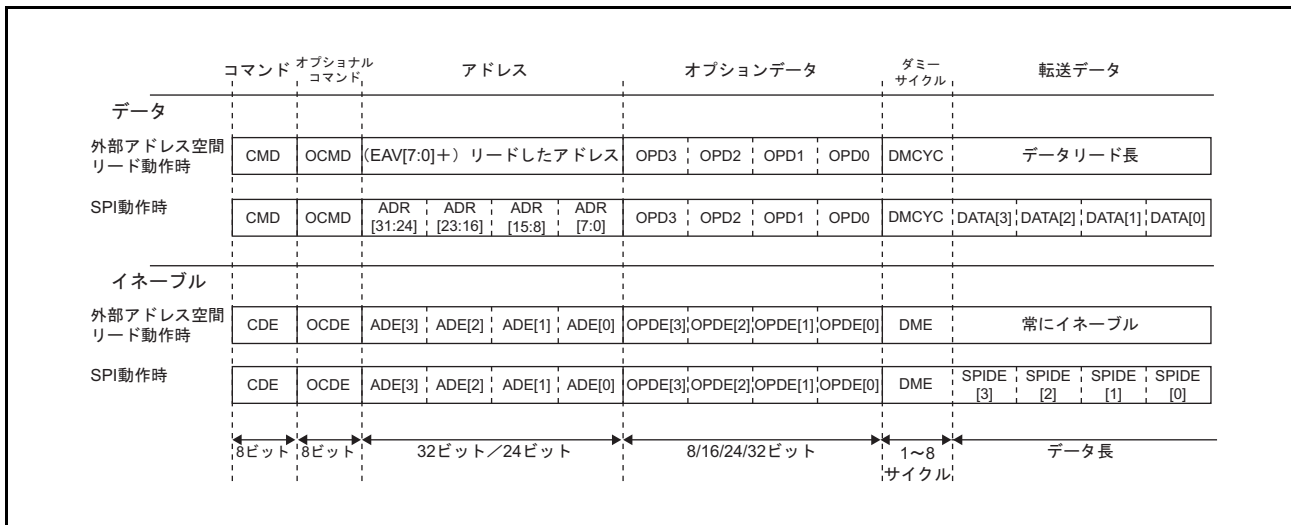 コマンド オプショナルコマンド アドレス オプションデータ ダミーサイクル 転送データ
データ
外部アドレス空間リード動作時 CMD OCMD (EAV[7:0]+) リードしたアドレス OPD3 OPD2 OPD1 OPD0 DMCYC データリード長
SPI動作時 CMD OCMD ADR[31:24] ADR[23:16] ADR[15:8] ADR[7:0] OPD3 OPD2 OPD1 OPD0 DMCYC DATA[3] DATA[2] DATA[1] DATA[0]
イネーブル
外部アドレス空間リード動作時 CDE OCDE ADE[3] ADE[2] ADE[1] ADE[0] OPDE[3] OPDE[2] OPDE[1] OPDE[0] DME 常にイネーブル
SPI動作時 CDE OCDE ADE[3] ADE[2] ADE[1] ADE[0] OPDE[3] OPDE[2] OPDE[1] OPDE[0] DME SPIDE[3] SPIDE[2] SPIDE[1] SPIDE[0]
8ビット 8ビット 32ビット/24ビット 8/16/24/32ビット 1〜8サイクル データ長